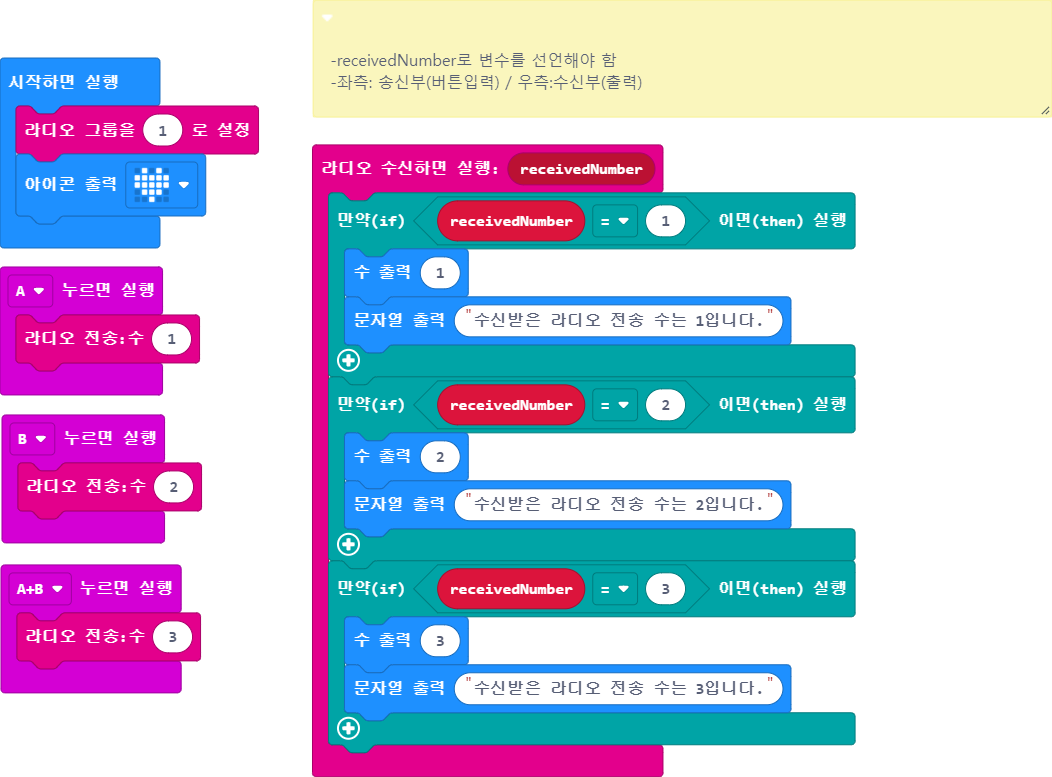 시작하면 실행
라디오 그룹을 1 로 설정
아이콘 출력
A 누르면 실행
라디오 전송:수 1
B 누르면 실행
라디오 전송:수 2
A+B 누르면 실행
라디오 전송:수 3
-receivedNumber로 변수를 선언해야 함
-좌측: 송신부(버튼입력) / 우측:수신부(출력)
라디오 수신하면 실행: receivedNumber
만약(if) receivedNumber = 1 이면(then) 실행
수 출력 1
문자열 출력 "수신받은 라디오 전송 수는 1입니다."
만약(if) receivedNumber = 2 이면(then) 실행
수 출력 2
문자열 출력 "수신받은 라디오 전송 수는 2입니다."
만약(if) receivedNumber = 3 이면(then) 실행
수 출력 3
문자열 출력 "수신받은 라디오 전송 수는 3입니다."